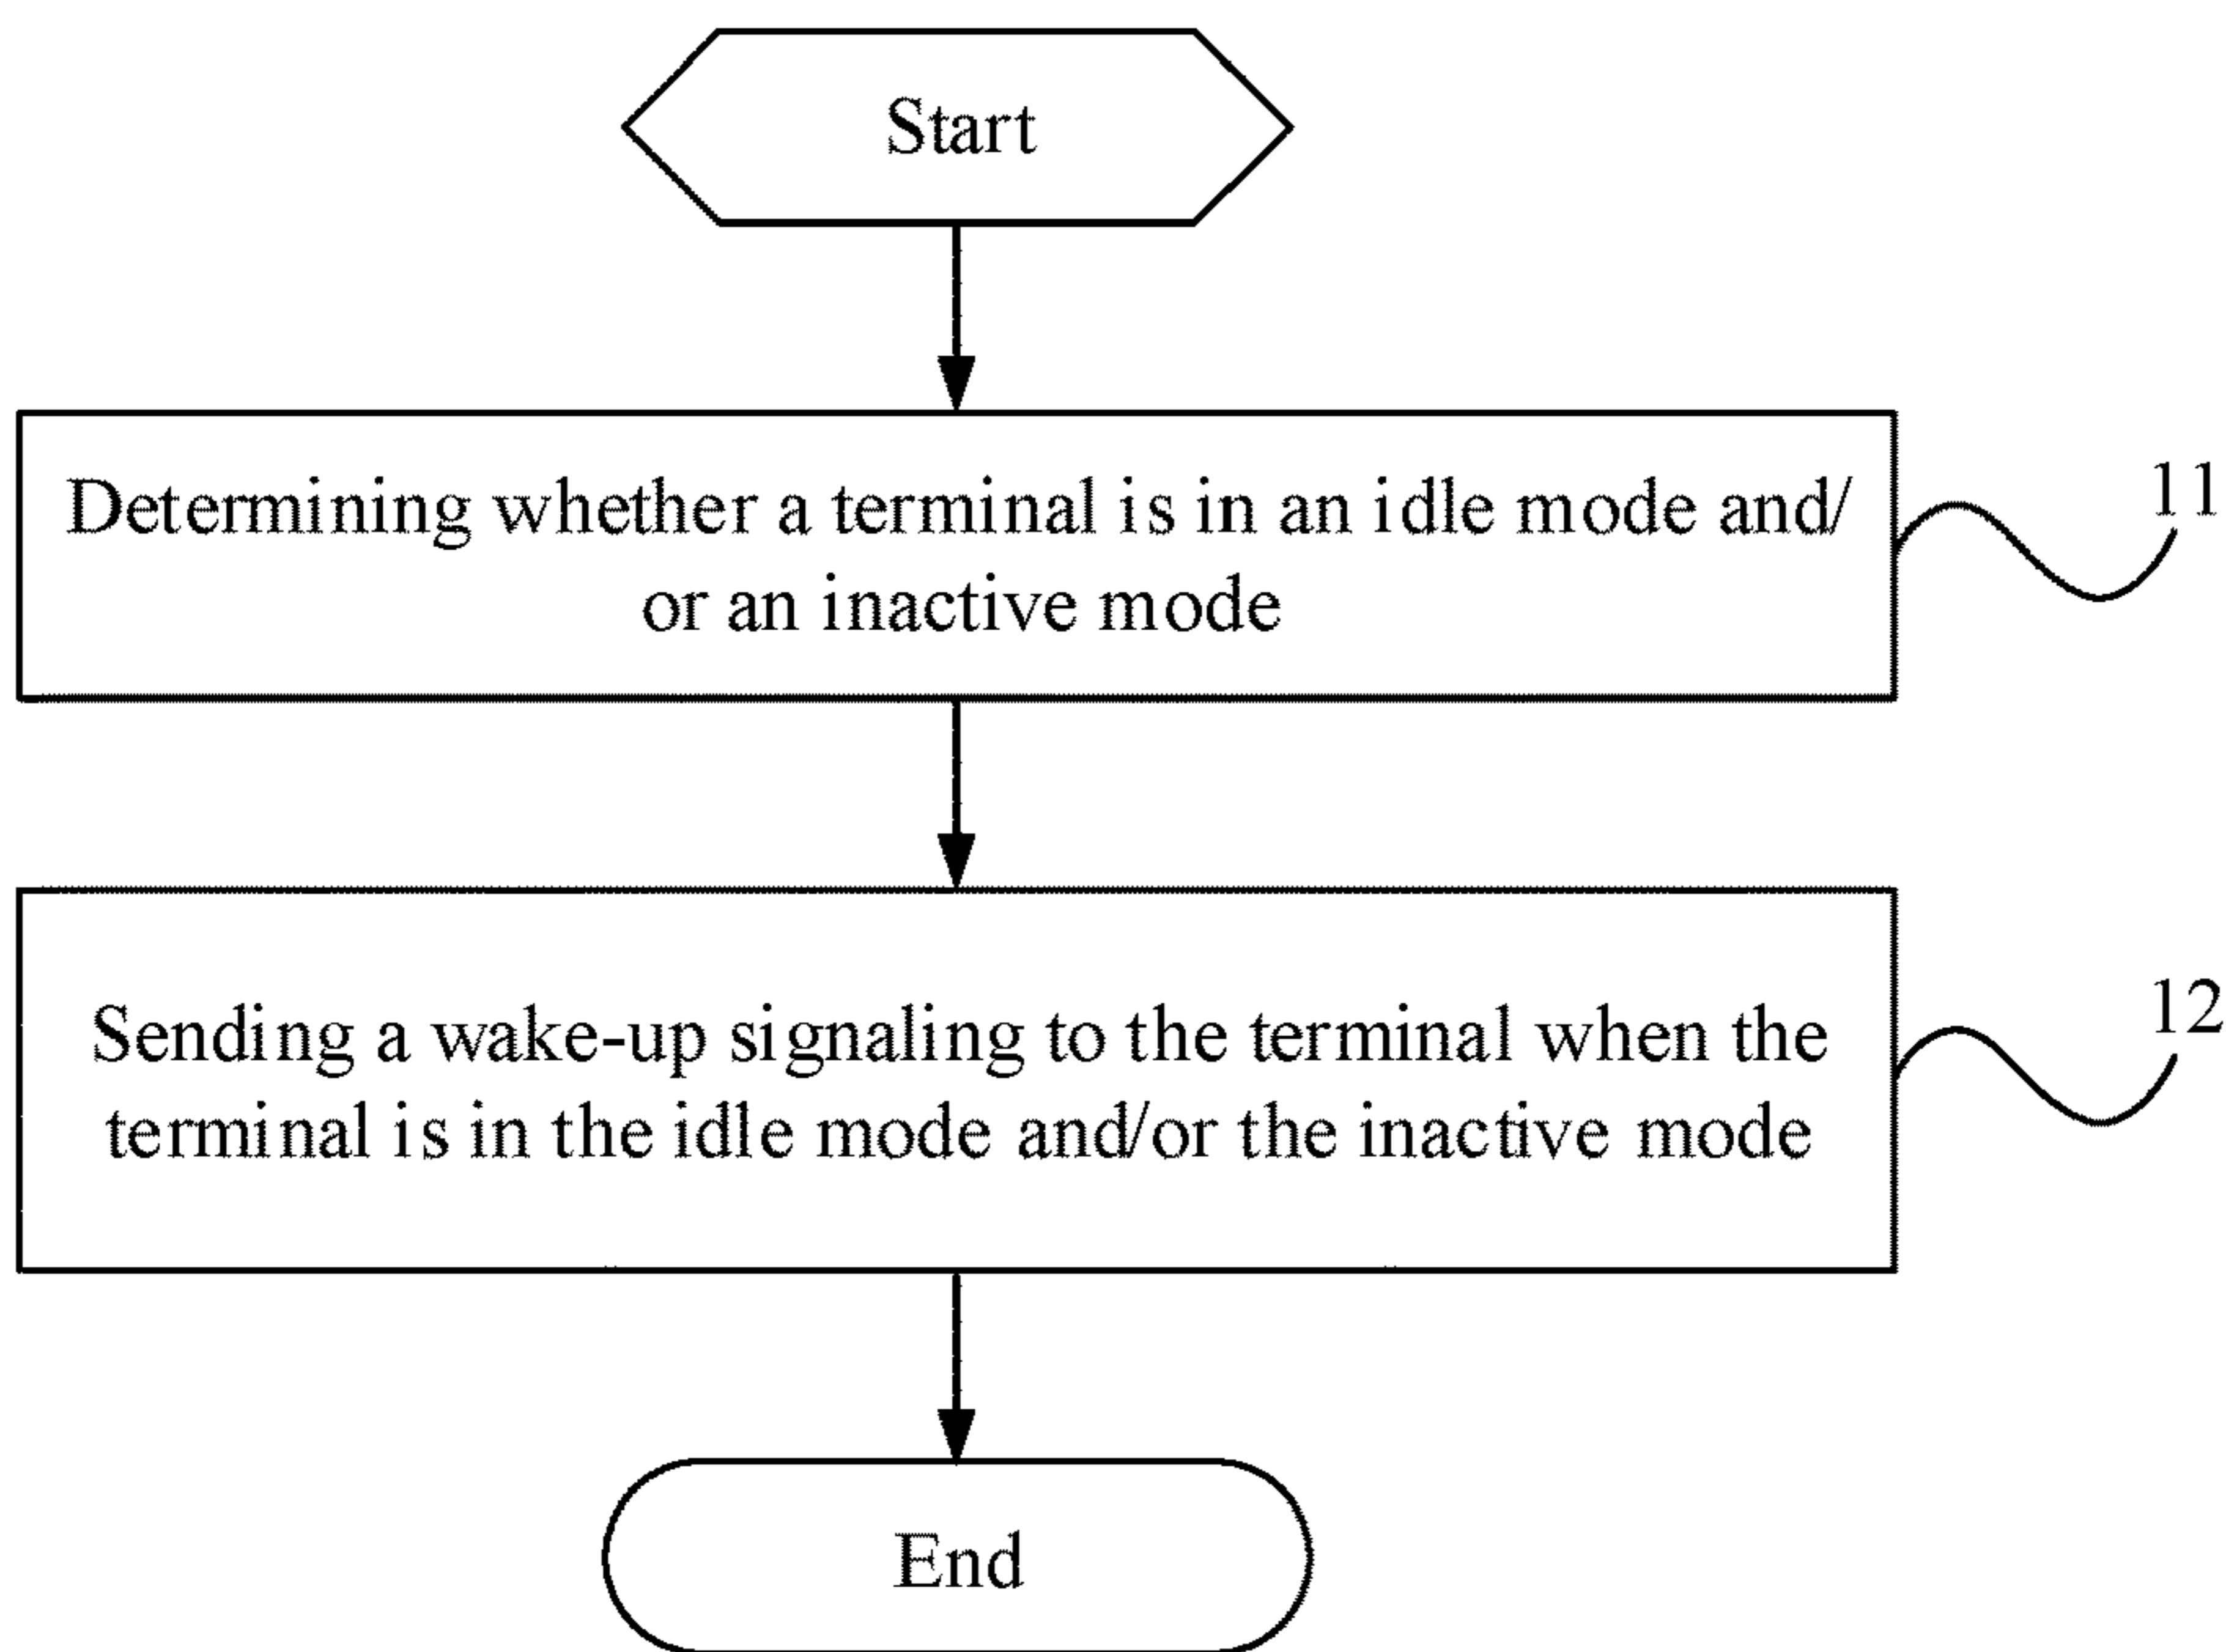 Start
Determining whether a terminal is in an idle mode and/
or an inactive mode
11
Sending a wake-up signaling to the terminal when the
terminal is in the idle mode and/or the inactive mode
12
End